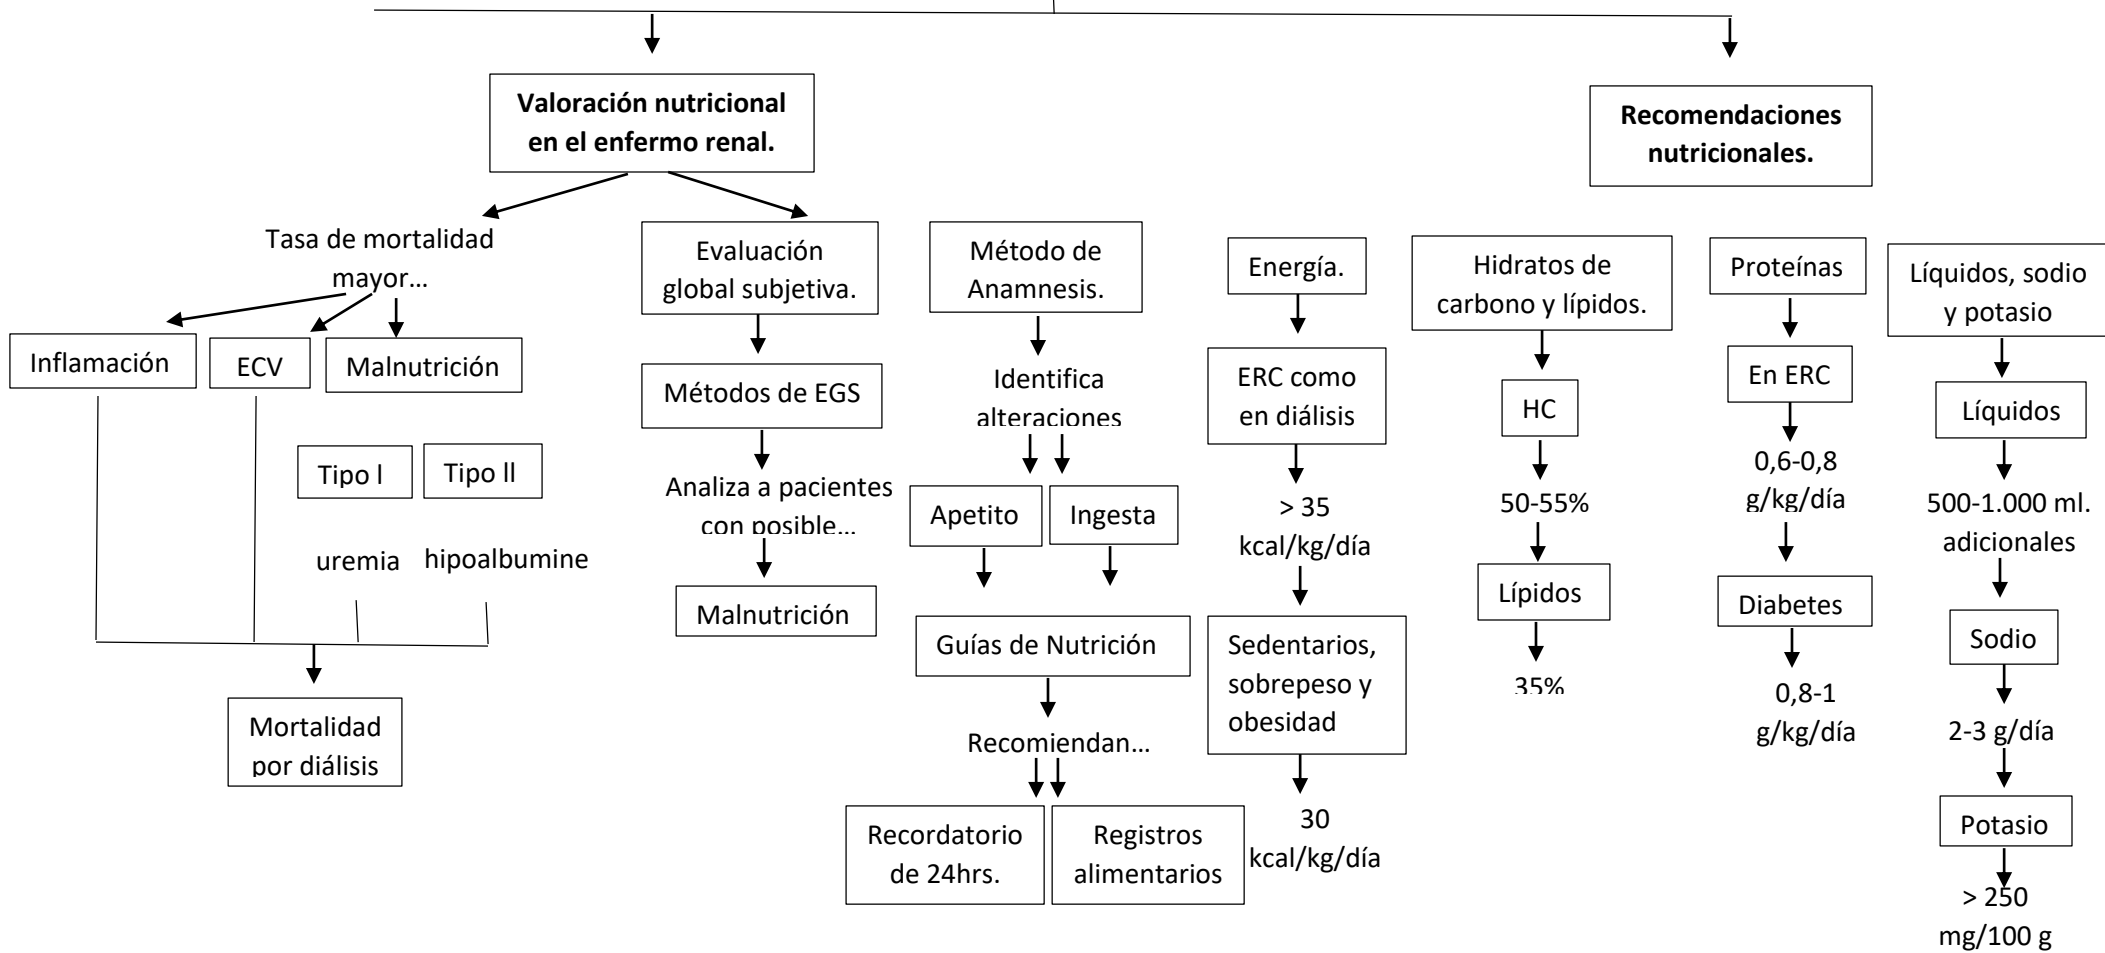 Valoración nutricional
en el enfermo renal.
Recomendaciones
nutricionales.
Tasa de mortalidad
mayor…
Inflamación
ECV
Malnutrición
Tipo l
Tipo ll
uremia
hipoalbumine
Mortalidad
por diálisis
Evaluación
global subjetiva.
Métodos de EGS
Analiza a pacientes
con posible…
Malnutrición
Método de
Anamnesis.
Identifica
alteraciones
Apetito
Ingesta
Guías de Nutrición
Recomiendan…
Recordatorio
de 24hrs.
Registros
alimentarios
Energía.
ERC como
en diálisis
> 35
kcal/kg/día
Sedentarios,
sobrepeso y
obesidad
30
kcal/kg/día
Hidratos de
carbono y lípidos.
HC
50-55%
Lípidos
35%
Proteínas
En ERC
0,6-0,8
g/kg/día
Diabetes
0,8-1
g/kg/día
Líquidos, sodio
y potasio
Líquidos
500-1.000 ml.
adicionales
Sodio
2-3 g/día
Potasio
> 250
mg/100 g